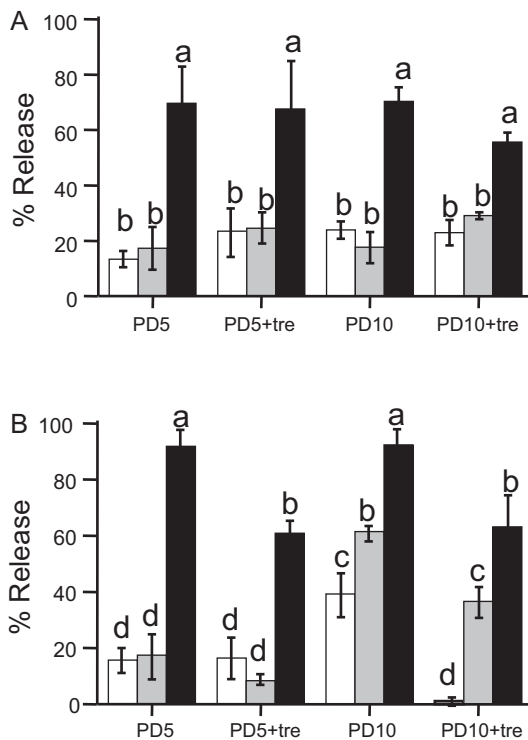 A
100
a
a
a
80
a
% Release
60
40
b b b b b b b b
20
0
PD5 PD5+tre PD10 PD10+tre
B
100
a a
80
b b b
% Release
60
c c
40
d d d d d
20
0
PD5 PD5+tre PD10 PD10+tre